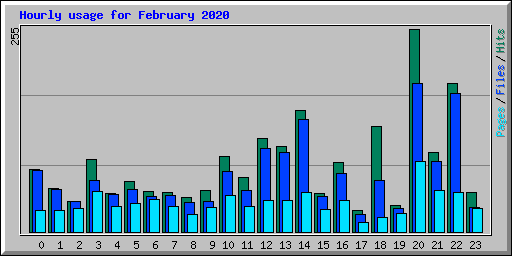 Hourly usage for February 2020
255
Pages / Files / Hits
0 1 2 3 4 5 6 7 8 9 10 11 12 13 14 15 16 17 18 19 20 21 22 23